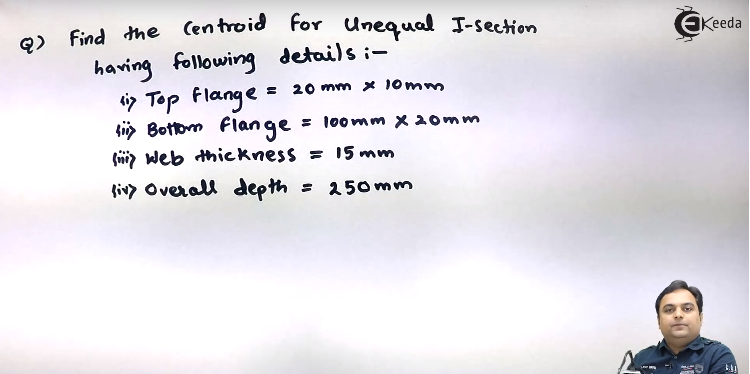 Q) Find the Centroid for Unequal I-section
having following details:-
(i) Top flange = 20 mm × 10mm
(ii) Bottom flange = 100mm × 20mm
(iii) Web thickness = 15 mm
(iv) Overall depth = 250mm
EKeeda